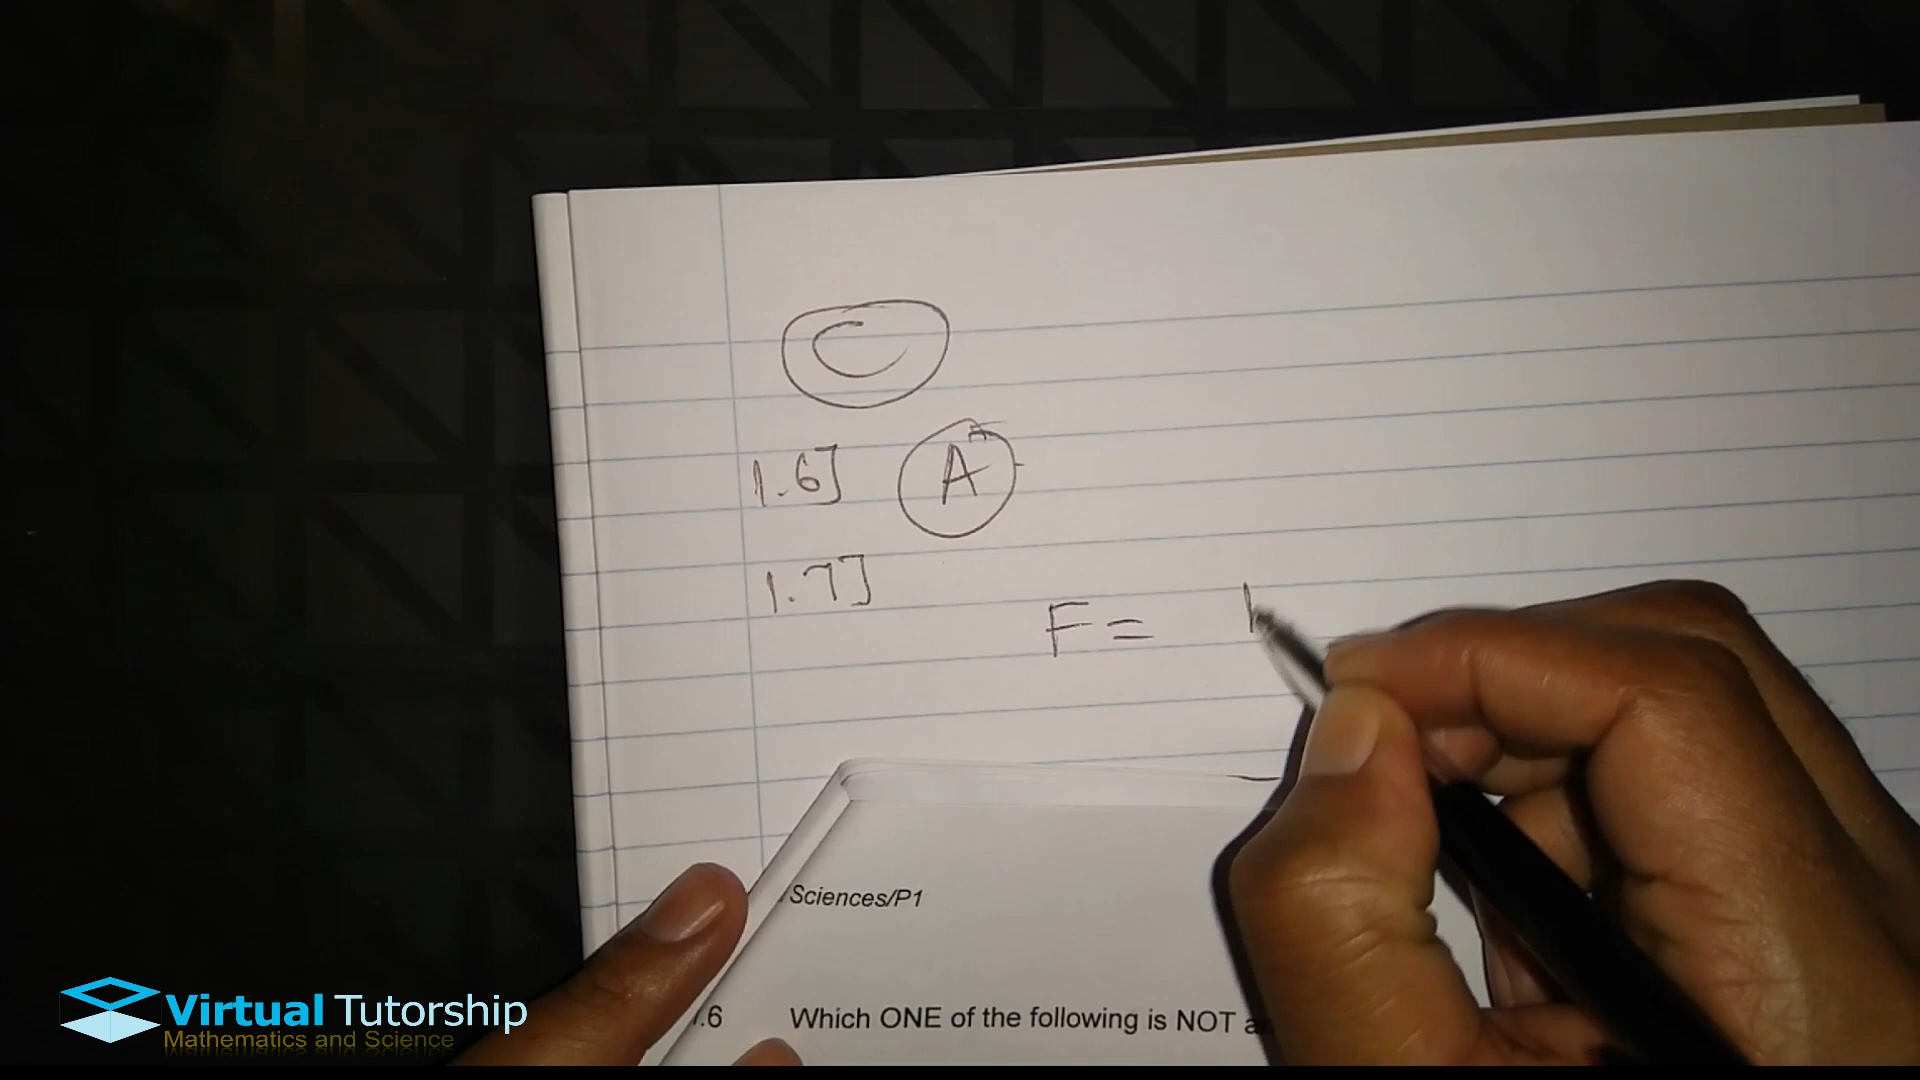 C
1.6] A
1.7]
F =
Sciences/P1
.6 Which ONE of the following is NOT
Virtual Tutorship
Mathematics and Science